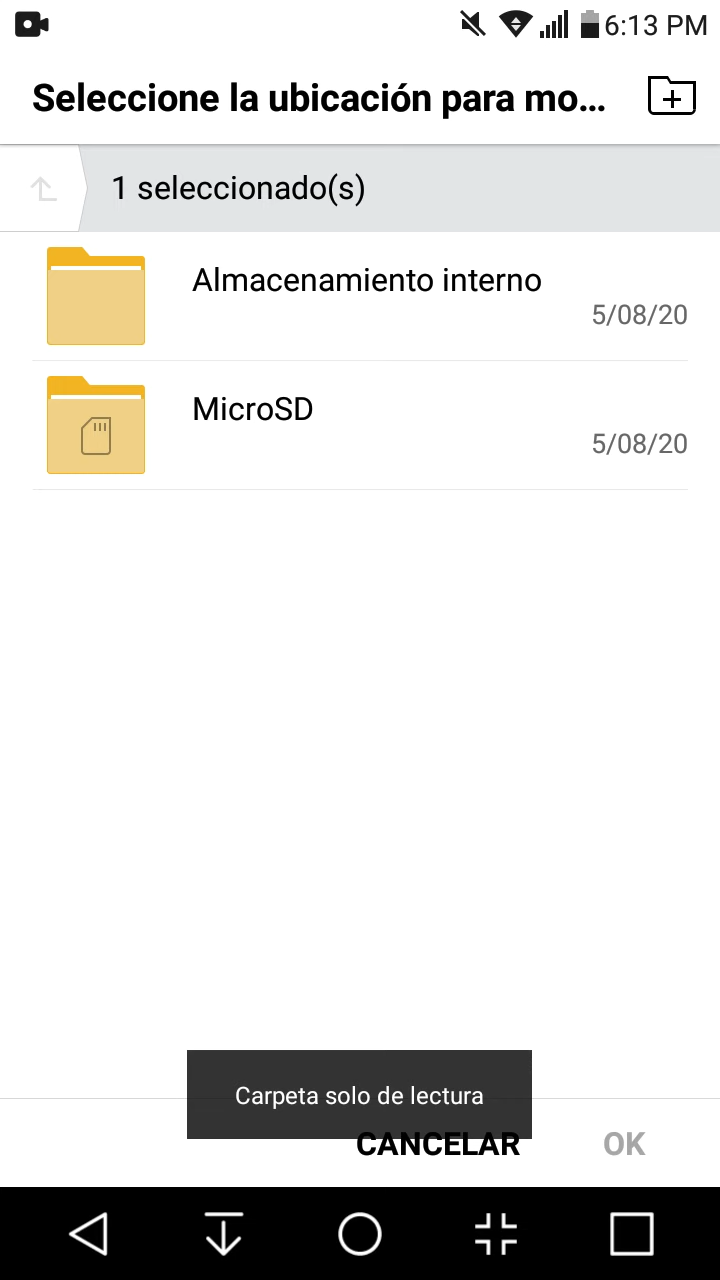 6:13 PM
Seleccione la ubicación para mo...
1 seleccionado(s)
Almacenamiento interno
5/08/20
MicroSD
5/08/20
Carpeta solo de lectura
CANCELAR
OK